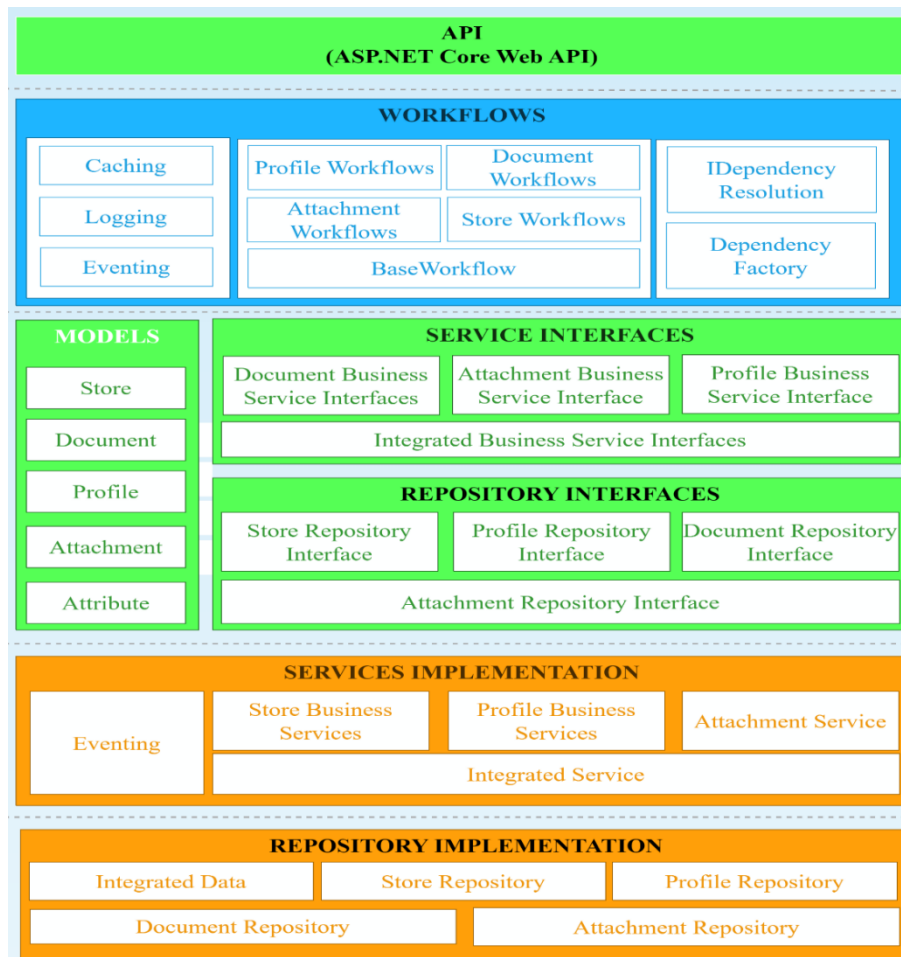 API
(ASP.NET Core Web API)
WORKFLOWS
Caching
Logging
Eventing
Profile Workflows
Document
Workflows
Attachment
Workflows
Store Workflows
BaseWorkflow
IDependency
Resolution
Dependency
Factory
MODELS
Store
Document
Profile
Attachment
Attribute
SERVICE INTERFACES
Document Business
Service Interfaces
Attachment Business
Service Interface
Profile Business
Service Interface
Integrated Business Service Interfaces
REPOSITORY INTERFACES
Store Repository
Interface
Profile Repository
Interface
Document Repository
Interface
Attachment Repository Interface
SERVICES IMPLEMENTATION
Eventing
Store Business
Services
Profile Business
Services
Attachment Service
Integrated Service
REPOSITORY IMPLEMENTATION
Integrated Data
Store Repository
Profile Repository
Document Repository
Attachment Repository